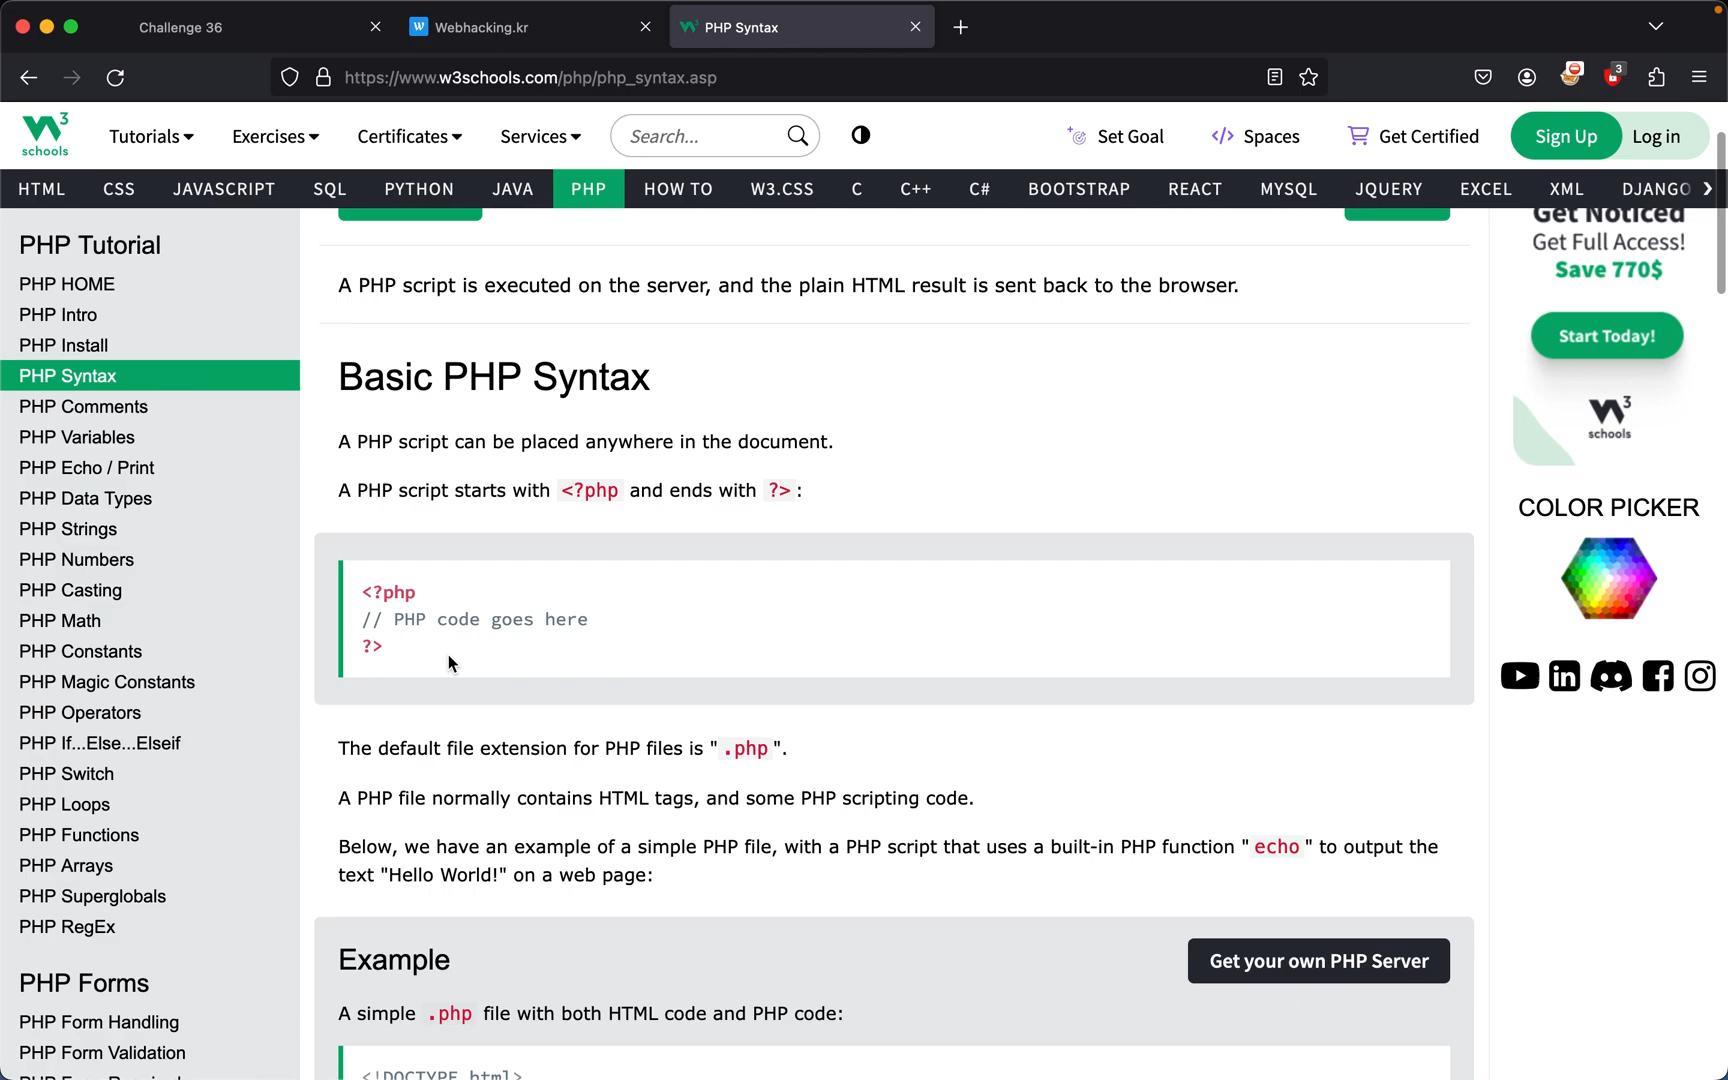 Challenge 36
Webhacking.kr
PHP Syntax
https://www.w3schools.com/php/php_syntax.asp
3
3
schools
Tutorials
Exercises
Certificates
Services
Search...
Set Goal
Spaces
Get Certified
Sign Up
Log in
HTML CSS JAVASCRIPT SQL PYTHON JAVA PHP HOW TO W3.CSS C C++ C# BOOTSTRAP REACT MYSQL JQUERY EXCEL XML DJANGO
PHP Tutorial
PHP HOME
PHP Intro
PHP Install
PHP Syntax
PHP Comments
PHP Variables
PHP Echo / Print
PHP Data Types
PHP Strings
PHP Numbers
PHP Casting
PHP Math
PHP Constants
PHP Magic Constants
PHP Operators
PHP If...Else...Elseif
PHP Switch
PHP Loops
PHP Functions
PHP Arrays
PHP Superglobals
PHP RegEx
PHP Forms
PHP Form Handling
PHP Form Validation
A PHP script is executed on the server, and the plain HTML result is sent back to the browser.
Basic PHP Syntax
A PHP script can be placed anywhere in the document.
A PHP script starts with <?php and ends with ?>:
<?php
// PHP code goes here
?>
The default file extension for PHP files is ".php".
A PHP file normally contains HTML tags, and some PHP scripting code.
Below, we have an example of a simple PHP file, with a PHP script that uses a built-in PHP function "echo" to output the
text "Hello World!" on a web page:
Example
Get your own PHP Server
A simple .php file with both HTML code and PHP code:
<!DOCTYPE html>
Get Noticed
Get Full Access!
Save 770$
Start Today!
3
schools
COLOR PICKER